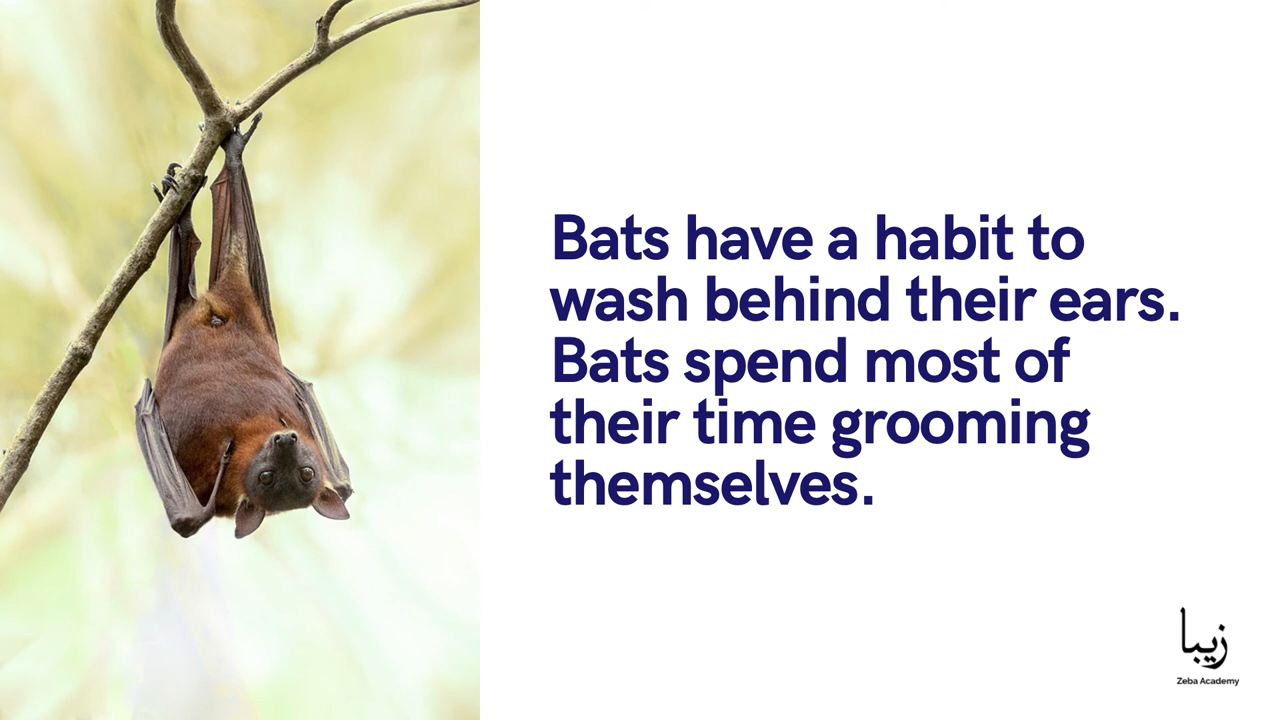 Bats have a habit to
wash behind their ears.
Bats spend most of
their time grooming
themselves.
زیبا
Zeba Academy